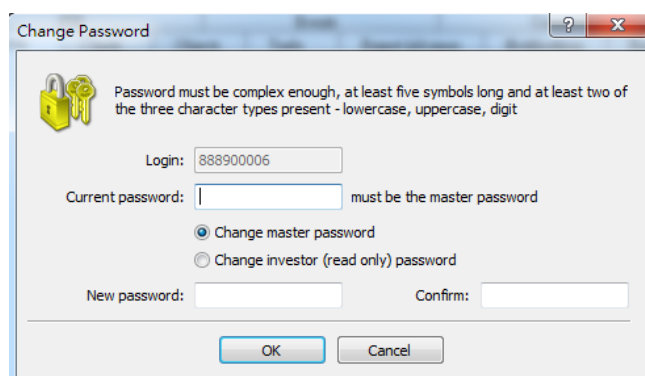 Change Password
Password must be complex enough, at least five symbols long and at least two of
the three character types present - lowercase, uppercase, digit
Login: 888900006
Current password: must be the master password
Change master password
Change investor (read only) password
New password: Confirm:
OK Cancel